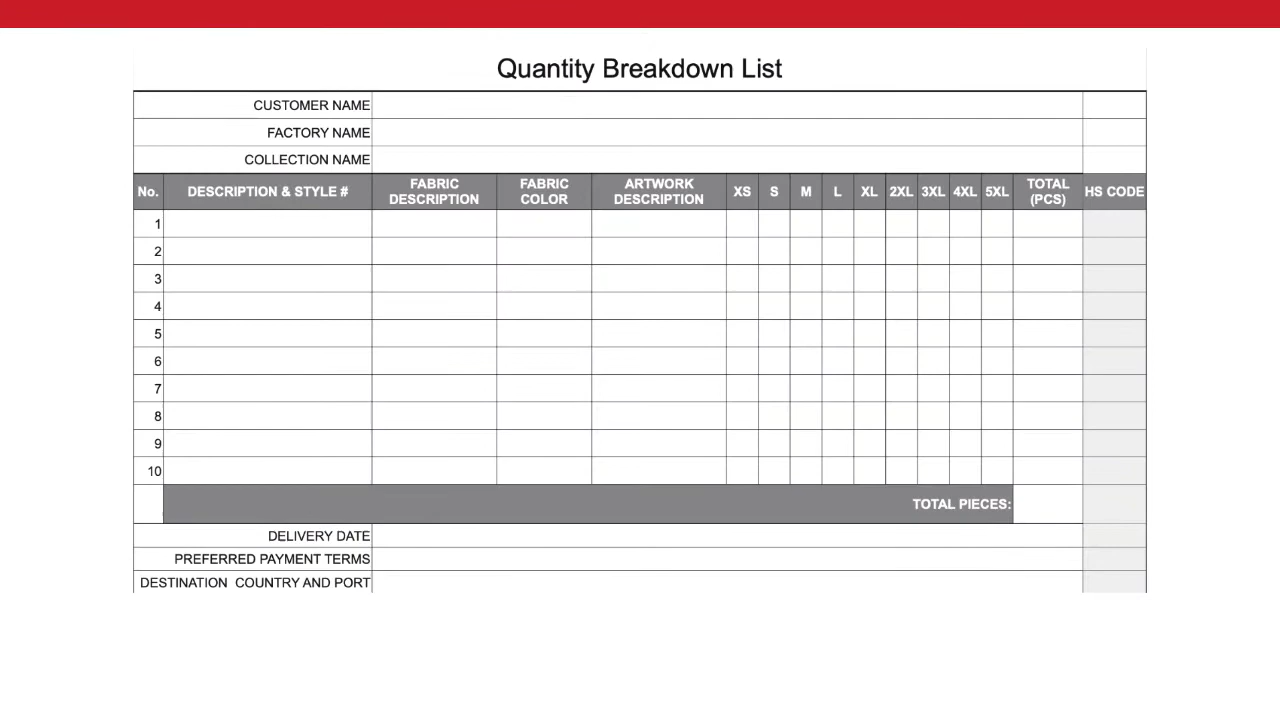 Quantity Breakdown List
CUSTOMER NAME
FACTORY NAME
COLLECTION NAME
No. DESCRIPTION & STYLE # FABRIC DESCRIPTION FABRIC COLOR ARTWORK DESCRIPTION XS S M L XL 2XL 3XL 4XL 5XL TOTAL (PCS) HS CODE
1
2
3
4
5
6
7
8
9
10
TOTAL PIECES:
DELIVERY DATE
PREFERRED PAYMENT TERMS
DESTINATION COUNTRY AND PORT